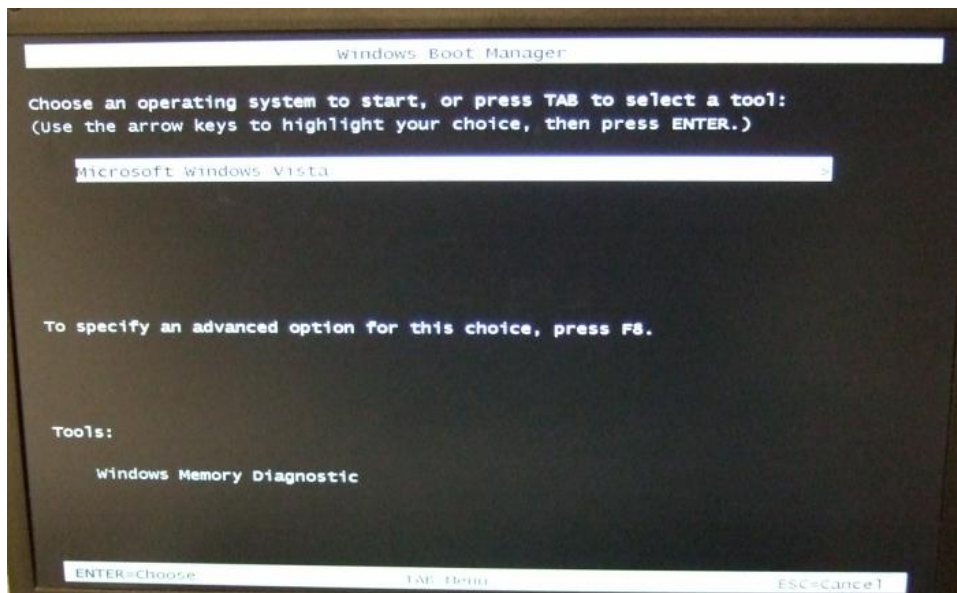 Windows Boot Manager
Choose an operating system to start, or press TAB to select a tool:
(Use the arrow keys to highlight your choice, then press ENTER.)
Microsoft Windows Vista >
To specify an advanced option for this choice, press F8.
Tools:
Windows Memory Diagnostic
ENTER=Choose TAB Menu ESC=Cancel